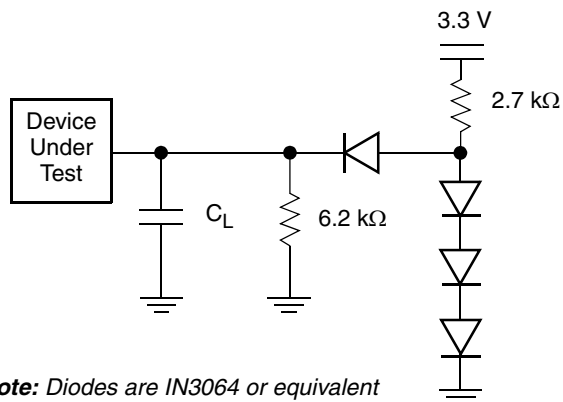 3.3 V
2.7 kΩ
Device
Under
Test
C_L
6.2 kΩ
ote: Diodes are IN3064 or equivalent